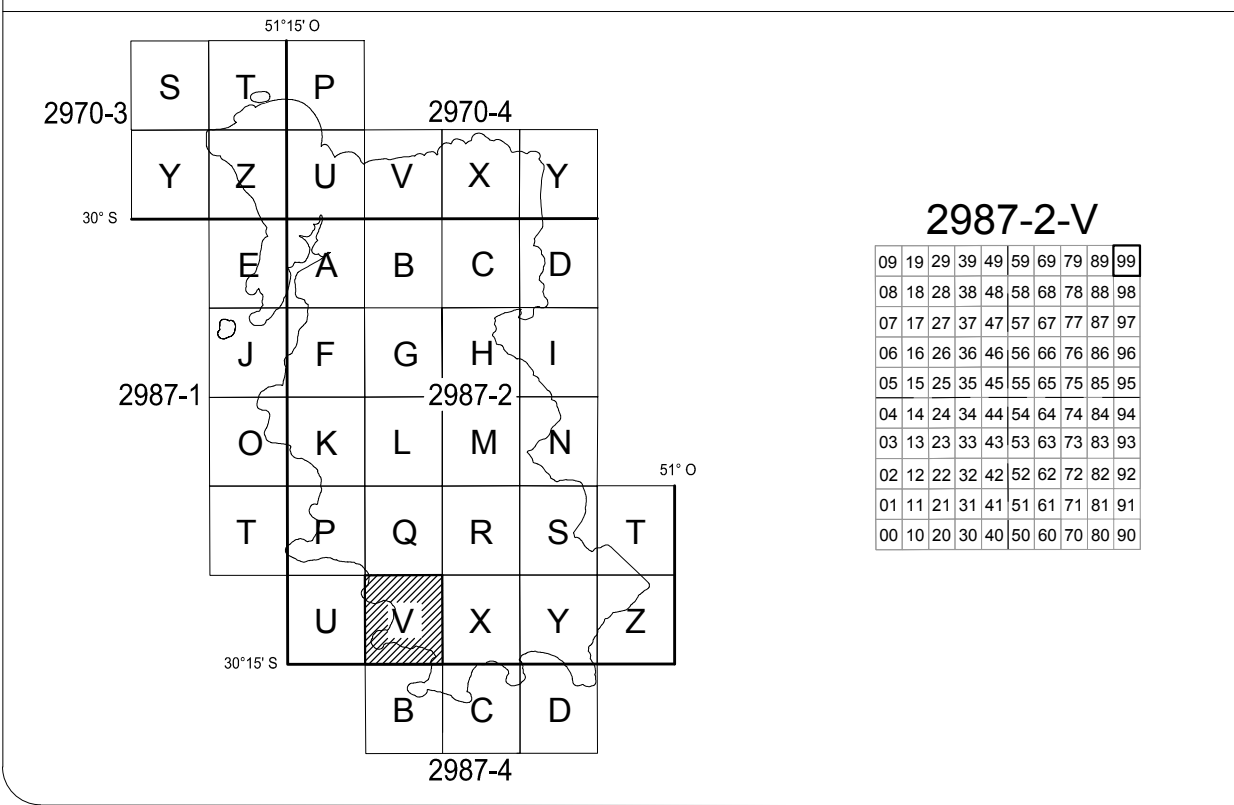 51°15' O
S T P
2970-3
2970-4
Y Z U V X Y
30° S
E A B C D
J F G H I
2987-1
2987-2
O K L M N
51° O
T P Q R S T
U V X Y Z
30°15' S
B C D
2987-4
2987-2-V
09 19 29 39 49 59 69 79 89 99
08 18 28 38 48 58 68 78 88 98
07 17 27 37 47 57 67 77 87 97
06 16 26 36 46 56 66 76 86 96
05 15 25 35 45 55 65 75 85 95
04 14 24 34 44 54 64 74 84 94
03 13 23 33 43 53 63 73 83 93
02 12 22 32 42 52 62 72 82 92
01 11 21 31 41 51 61 71 81 91
00 10 20 30 40 50 60 70 80 90